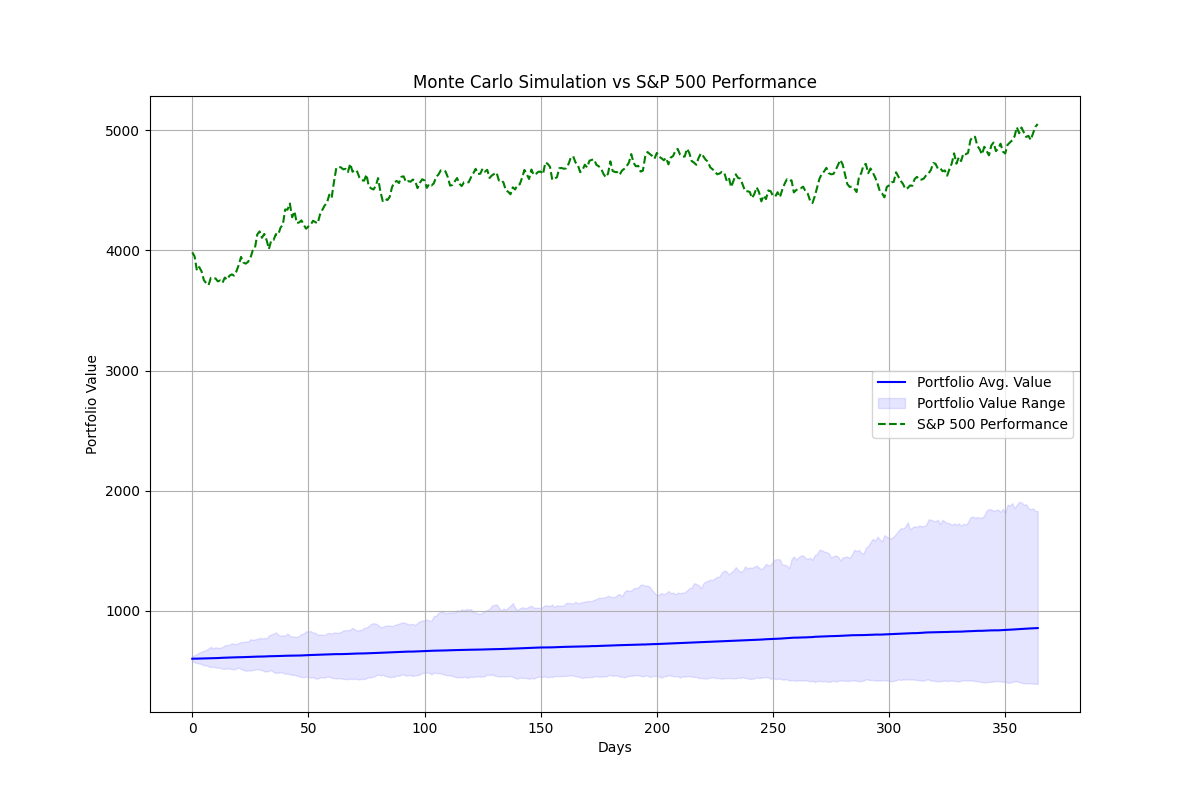 Monte Carlo Simulation vs S&P 500 Performance
5000
4000
3000
2000
1000
Portfolio Value
Portfolio Avg. Value
Portfolio Value Range
S&P 500 Performance
0 50 100 150 200 250 300 350
Days